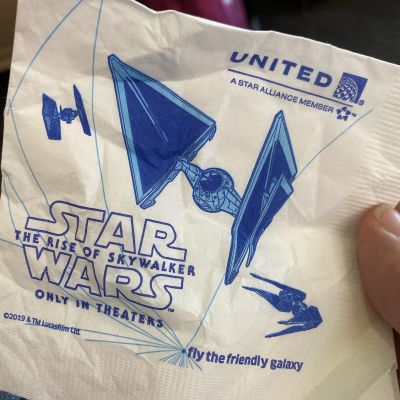 UNITED
A STAR ALLIANCE MEMBER
STAR
THE RISE OF SKYWALKER
WARS
TM
ONLY IN THEATERS
©2019 & TM Lucasfilm Ltd.
fly the friendly galaxy